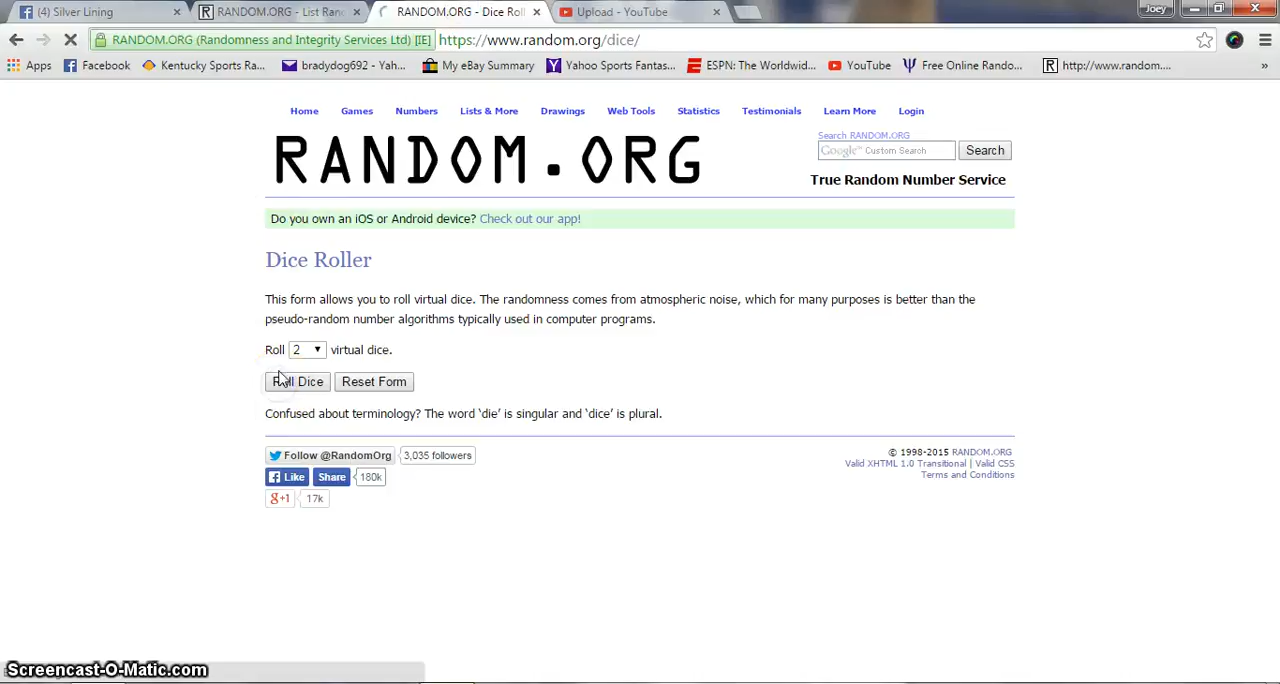 (4) Silver Lining
RANDOM.ORG - List Rand
RANDOM.ORG - Dice Roll
Upload - YouTube
Joey
RANDOM.ORG (Randomness and Integrity Services Ltd) [IE]
https://www.random.org/dice/
Apps
Facebook
Kentucky Sports Ra...
bradydog692 - Yah...
My eBay Summary
Yahoo Sports Fantas...
ESPN: The Worldwid...
YouTube
Free Online Rando...
http://www.random....
»
Home Games Numbers Lists & More Drawings Web Tools Statistics Testimonials Learn More Login
RANDOM.ORG
Search RANDOM.ORG
Google™ Custom Search
Search
True Random Number Service
Do you own an iOS or Android device? Check out our app!
Dice Roller
This form allows you to roll virtual dice. The randomness comes from atmospheric noise, which for many purposes is better than the
pseudo-random number algorithms typically used in computer programs.
Roll 2 virtual dice.
Roll Dice
Reset Form
Confused about terminology? The word ‘die’ is singular and ‘dice’ is plural.
Follow @RandomOrg
3,035 followers
Like
Share
180k
g+1
17k
© 1998-2015 RANDOM.ORG
Valid XHTML 1.0 Transitional | Valid CSS
Terms and Conditions
Screencast-O-Matic.com